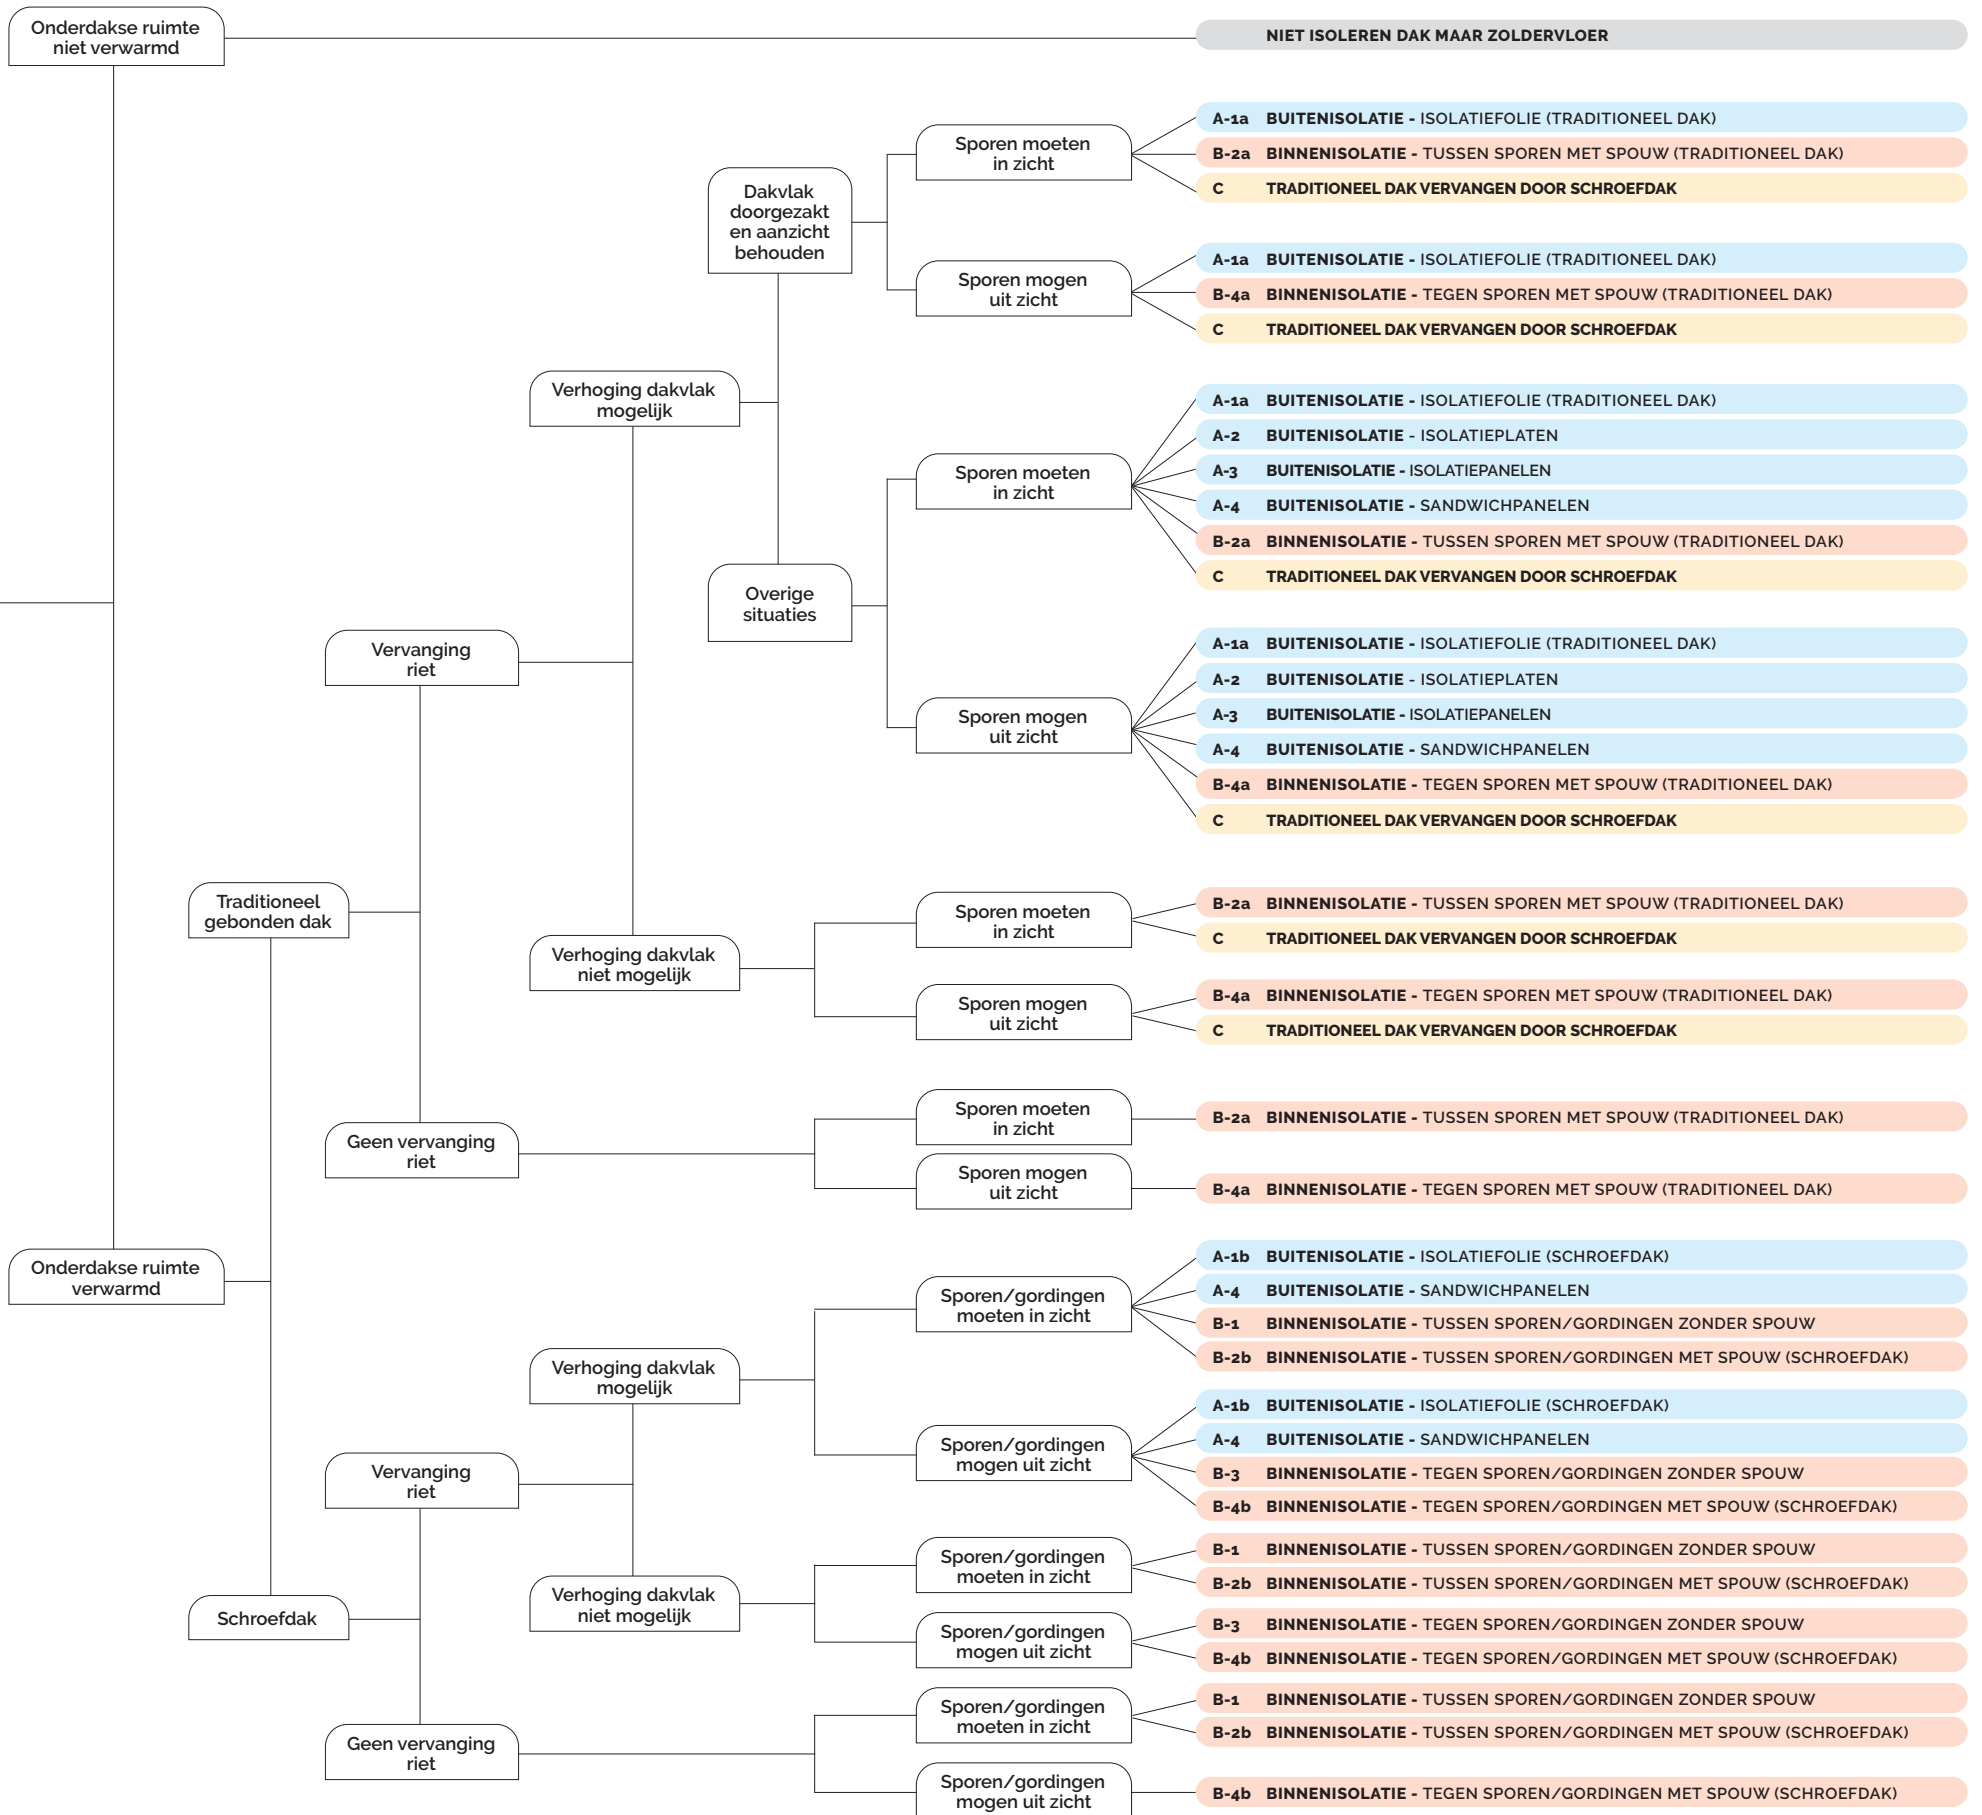 Onderdakse ruimte
niet verwarmd
NIET ISOLEREN DAK MAAR ZOLDERVLOER
Dakvlak
doorgezakt
en aanzicht
behouden
Sporen moeten
in zicht
A-1a BUITENISOLATIE - ISOLATIEFOLIE (TRADITIONEEL DAK)
B-2a BINNENISOLATIE - TUSSEN SPOREN MET SPOUW (TRADITIONEEL DAK)
C TRADITIONEEL DAK VERVANGEN DOOR SCHROEFDAK
Sporen mogen
uit zicht
A-1a BUITENISOLATIE - ISOLATIEFOLIE (TRADITIONEEL DAK)
B-4a BINNENISOLATIE - TEGEN SPOREN MET SPOUW (TRADITIONEEL DAK)
C TRADITIONEEL DAK VERVANGEN DOOR SCHROEFDAK
Verhoging dakvlak
mogelijk
Overige
situaties
Sporen moeten
in zicht
A-1a BUITENISOLATIE - ISOLATIEFOLIE (TRADITIONEEL DAK)
A-2 BUITENISOLATIE - ISOLATIEPLATEN
A-3 BUITENISOLATIE - ISOLATIEPANELEN
A-4 BUITENISOLATIE - SANDWICHPANELEN
B-2a BINNENISOLATIE - TUSSEN SPOREN MET SPOUW (TRADITIONEEL DAK)
C TRADITIONEEL DAK VERVANGEN DOOR SCHROEFDAK
Vervanging
riet
Sporen mogen
uit zicht
A-1a BUITENISOLATIE - ISOLATIEFOLIE (TRADITIONEEL DAK)
A-2 BUITENISOLATIE - ISOLATIEPLATEN
A-3 BUITENISOLATIE - ISOLATIEPANELEN
A-4 BUITENISOLATIE - SANDWICHPANELEN
B-4a BINNENISOLATIE - TEGEN SPOREN MET SPOUW (TRADITIONEEL DAK)
C TRADITIONEEL DAK VERVANGEN DOOR SCHROEFDAK
Traditioneel
gebonden dak
Verhoging dakvlak
niet mogelijk
Sporen moeten
in zicht
B-2a BINNENISOLATIE - TUSSEN SPOREN MET SPOUW (TRADITIONEEL DAK)
C TRADITIONEEL DAK VERVANGEN DOOR SCHROEFDAK
Sporen mogen
uit zicht
B-4a BINNENISOLATIE - TEGEN SPOREN MET SPOUW (TRADITIONEEL DAK)
C TRADITIONEEL DAK VERVANGEN DOOR SCHROEFDAK
Geen vervanging
riet
Sporen moeten
in zicht
B-2a BINNENISOLATIE - TUSSEN SPOREN MET SPOUW (TRADITIONEEL DAK)
Sporen mogen
uit zicht
B-4a BINNENISOLATIE - TEGEN SPOREN MET SPOUW (TRADITIONEEL DAK)
Onderdakse ruimte
verwarmd
Sporen/gordingen
moeten in zicht
A-1b BUITENISOLATIE - ISOLATIEFOLIE (SCHROEFDAK)
A-4 BUITENISOLATIE - SANDWICHPANELEN
B-1 BINNENISOLATIE - TUSSEN SPOREN/GORDINGEN ZONDER SPOUW
B-2b BINNENISOLATIE - TUSSEN SPOREN/GORDINGEN MET SPOUW (SCHROEFDAK)
Verhoging dakvlak
mogelijk
Sporen/gordingen
mogen uit zicht
A-1b BUITENISOLATIE - ISOLATIEFOLIE (SCHROEFDAK)
A-4 BUITENISOLATIE - SANDWICHPANELEN
B-3 BINNENISOLATIE - TEGEN SPOREN/GORDINGEN ZONDER SPOUW
B-4b BINNENISOLATIE - TEGEN SPOREN/GORDINGEN MET SPOUW (SCHROEFDAK)
Vervanging
riet
Verhoging dakvlak
niet mogelijk
Sporen/gordingen
moeten in zicht
B-1 BINNENISOLATIE - TUSSEN SPOREN/GORDINGEN ZONDER SPOUW
B-2b BINNENISOLATIE - TUSSEN SPOREN/GORDINGEN MET SPOUW (SCHROEFDAK)
Schroefdak
Sporen/gordingen
mogen uit zicht
B-3 BINNENISOLATIE - TEGEN SPOREN/GORDINGEN ZONDER SPOUW
B-4b BINNENISOLATIE - TEGEN SPOREN/GORDINGEN MET SPOUW (SCHROEFDAK)
Geen vervanging
riet
Sporen/gordingen
moeten in zicht
B-1 BINNENISOLATIE - TUSSEN SPOREN/GORDINGEN ZONDER SPOUW
B-2b BINNENISOLATIE - TUSSEN SPOREN/GORDINGEN MET SPOUW (SCHROEFDAK)
Sporen/gordingen
mogen uit zicht
B-4b BINNENISOLATIE - TEGEN SPOREN/GORDINGEN MET SPOUW (SCHROEFDAK)